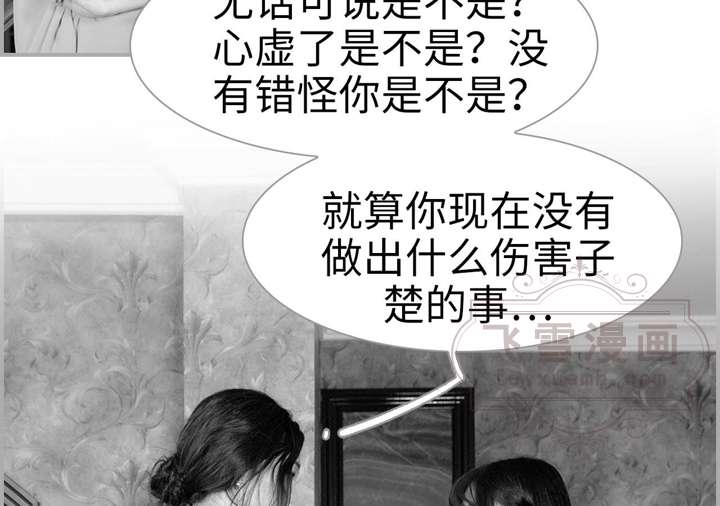 无话可说是不是？
心虚了是不是？没
有错怪你是不是？
就算你现在没有
做出什么伤害子
楚的事…
飞雪漫画